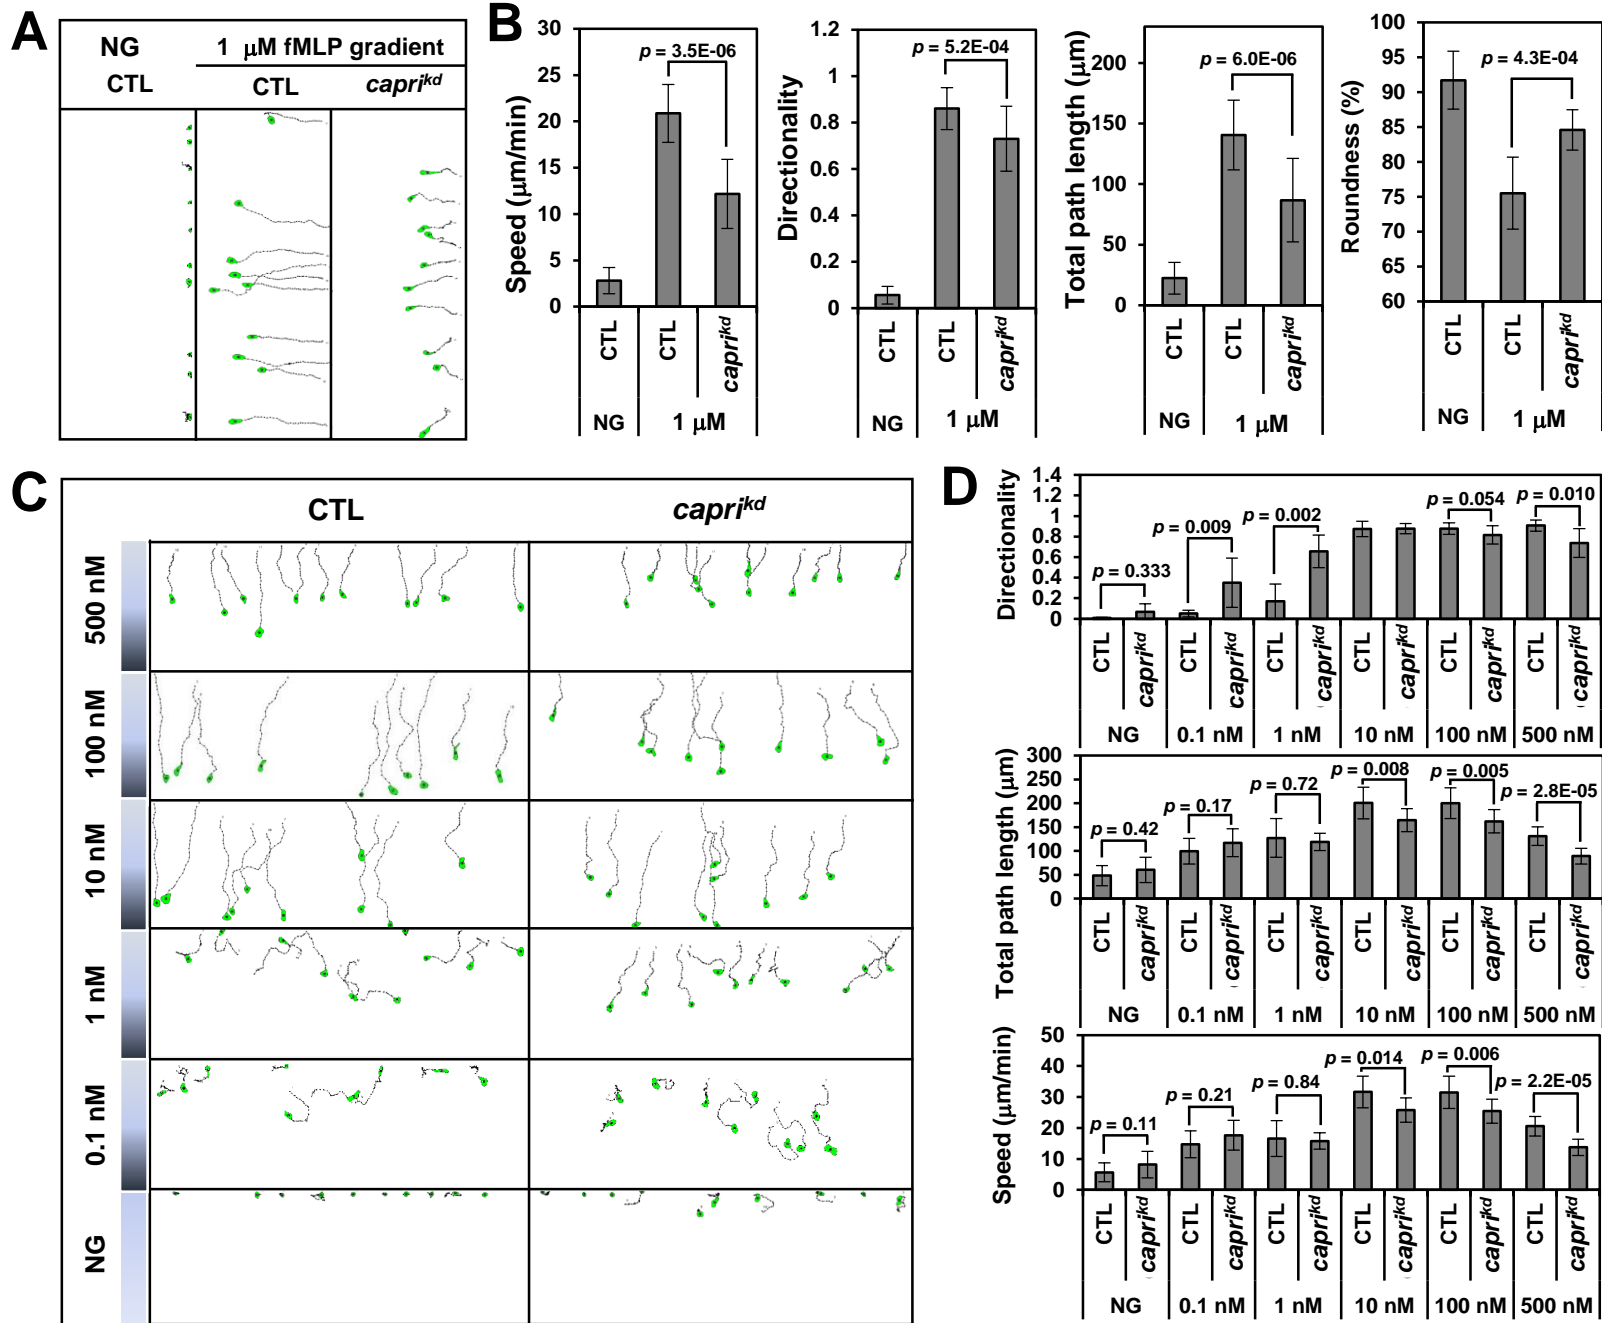 A
NG
1 μM fMLP gradient
CTL
CTL
capri^kd
B
Speed (μm/min)
30
25
20
15
10
5
0
p = 3.5E-06
CTL
CTL
capri^kd
NG
1 μM
Directionality
1.2
1
0.8
0.6
0.4
0.2
0
p = 5.2E-04
CTL
CTL
capri^kd
NG
1 μM
Total path length (μm)
200
150
100
50
0
p = 6.0E-06
CTL
CTL
capri^kd
NG
1 μM
Roundness (%)
100
95
90
85
80
75
70
65
60
p = 4.3E-04
CTL
CTL
capri^kd
NG
1 μM
C
CTL
capri^kd
500 nM
100 nM
10 nM
1 nM
0.1 nM
NG
D
Directionality
1.4
1.2
1
0.8
0.6
0.4
0.2
0
p = 0.333
p = 0.009
p = 0.002
p = 0.054
p = 0.010
CTL
capri^kd
CTL
capri^kd
CTL
capri^kd
CTL
capri^kd
CTL
capri^kd
CTL
capri^kd
NG
0.1 nM
1 nM
10 nM
100 nM
500 nM
Total path length (μm)
300
250
200
150
100
50
0
p = 0.42
p = 0.17
p = 0.72
p = 0.008
p = 0.005
p = 2.8E-05
CTL
capri^kd
CTL
capri^kd
CTL
capri^kd
CTL
capri^kd
CTL
capri^kd
CTL
capri^kd
NG
0.1 nM
1 nM
10 nM
100 nM
500 nM
Speed (μm/min)
50
40
30
20
10
0
p = 0.11
p = 0.21
p = 0.84
p = 0.014
p = 0.006
p = 2.2E-05
CTL
capri^kd
CTL
capri^kd
CTL
capri^kd
CTL
capri^kd
CTL
capri^kd
CTL
capri^kd
NG
0.1 nM
1 nM
10 nM
100 nM
500 nM